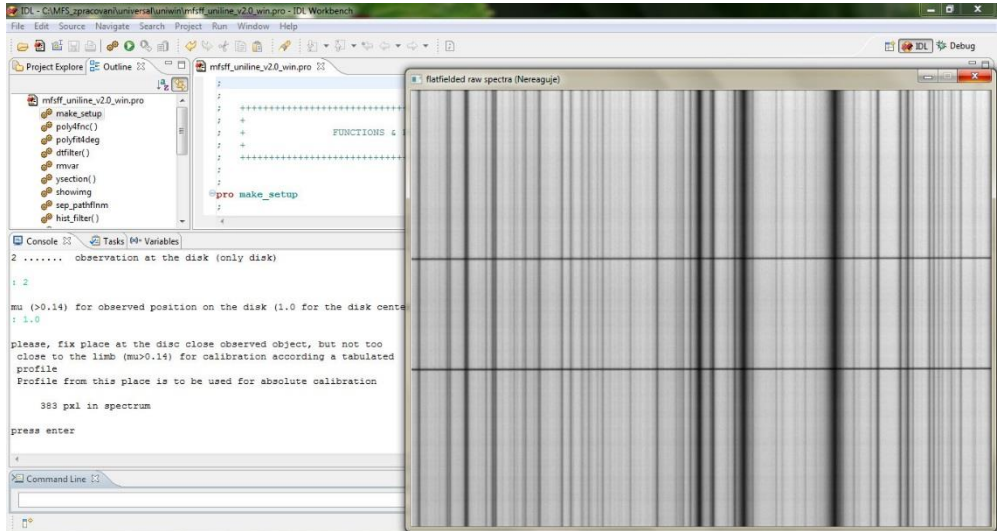 IDL - C:\MFS_zpracovani\universal\uniwin\mfsff_uniline_v2.0_win.pro - IDL Workbench
File Edit Source Navigate Search Project Run Window Help
IDL Debug
Project Explore Outline
mfsff_uniline_v2.0_win.pro
mfsff_uniline_v2.0_win.pro
make_setup
poly4fnc()
polyfit4deg
dtfilter()
rmvar
ysection()
showimg
sep_pathflnm
hist_filter()
;
;
; ++++++++++++++++++++++++++++++++
; +
; + FUNCTIONS &
; +
; ++++++++++++++++++++++++++++++++
;
;
pro make_setup
;
flatfielded raw spectra (Nereaguje)
Console Tasks Variables
2 ....... observation at the disk (only disk)
: 2
mu (>0.14) for observed position on the disk (1.0 for the disk cente
: 1.0
please, fix place at the disc close observed object, but not too
close to the limb (mu>0.14) for calibration according a tabulated
profile
Profile from this place is to be used for absolute calibration
383 pxl in spectrum
press enter
Command Line